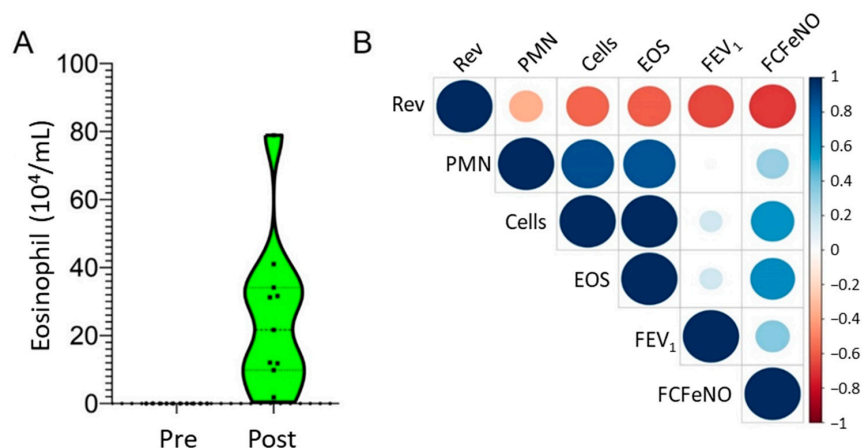 A
Eosinophil (10⁴/mL)
100
80
60
40
20
0
Pre Post
B
Rev PMN Cells EOS FEV₁ FCFeNO
Rev
PMN
Cells
EOS
FEV₁
FCFeNO
1
0.8
0.6
0.4
0.2
0
−0.2
−0.4
−0.6
−0.8
−1